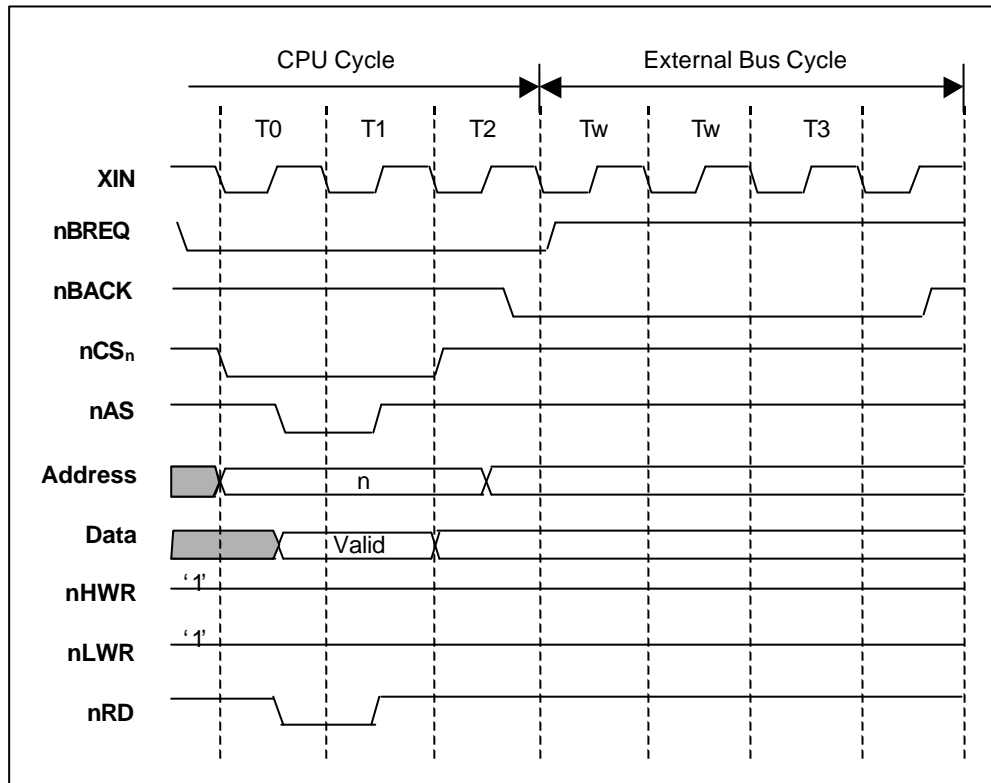 CPU Cycle External Bus Cycle
T0 T1 T2 Tw Tw T3
XIN
nBREQ
nBACK
nCSn
nAS
Address n
Data Valid
nHWR ‘1’
nLWR ‘1’
nRD